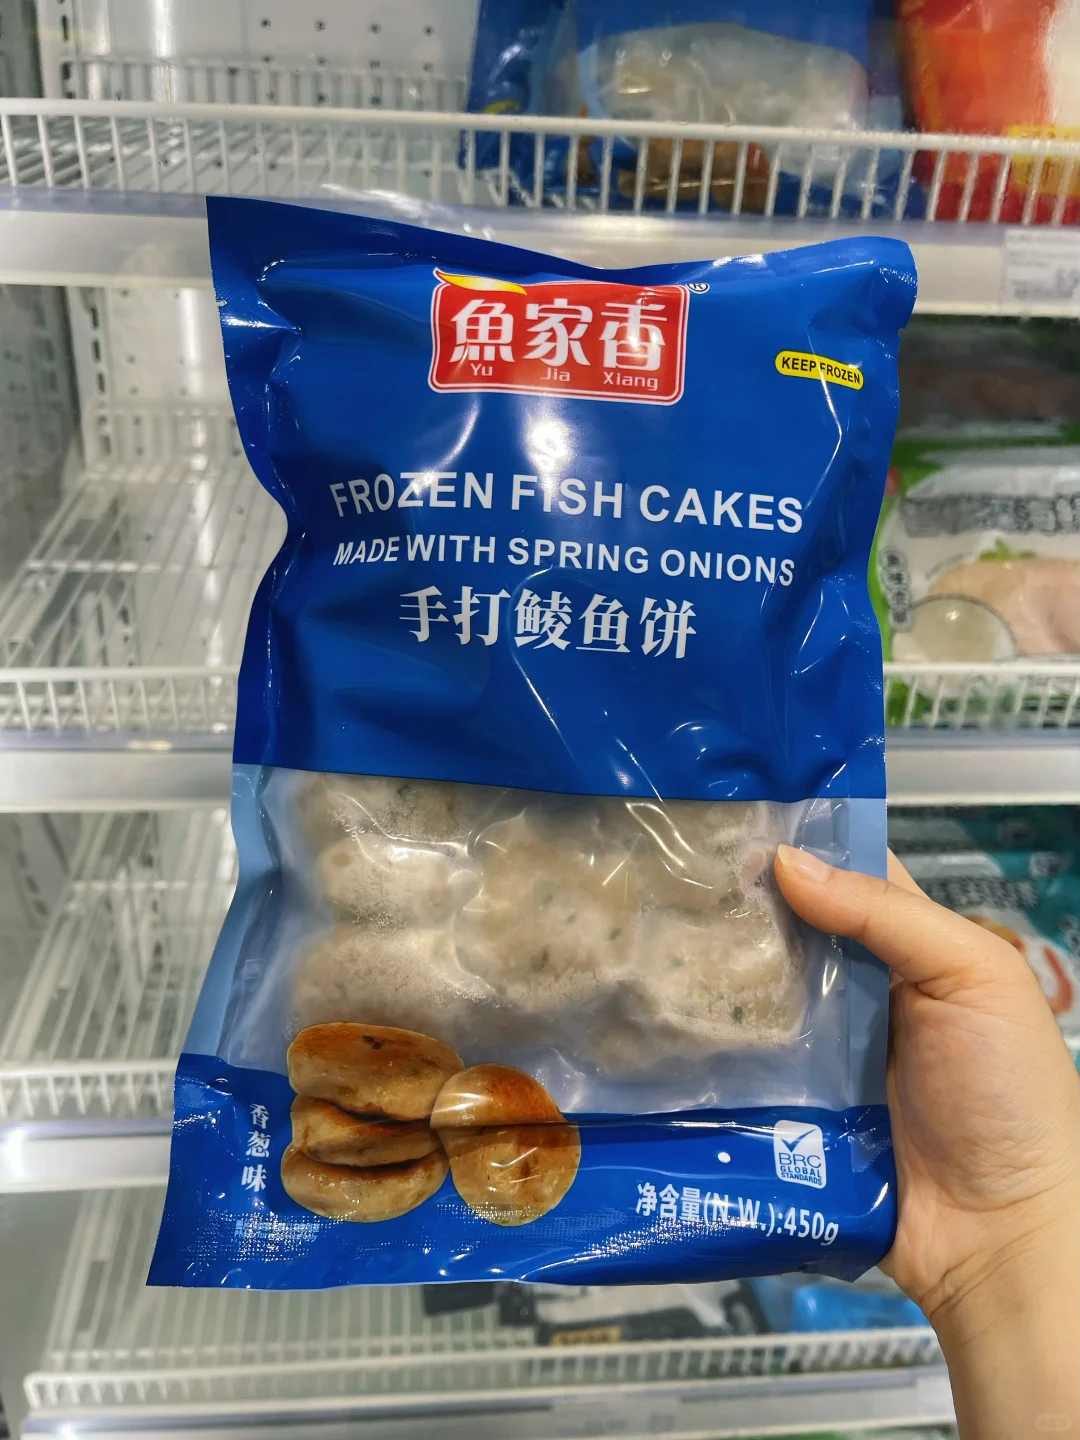 魚家香®
Yu Jia Xiang
KEEP FROZEN
FROZEN FISH CAKES
MADE WITH SPRING ONIONS
手打鲮鱼饼
香葱味
BRC
GLOBAL
STANDARDS
净含量(N.W.):450g